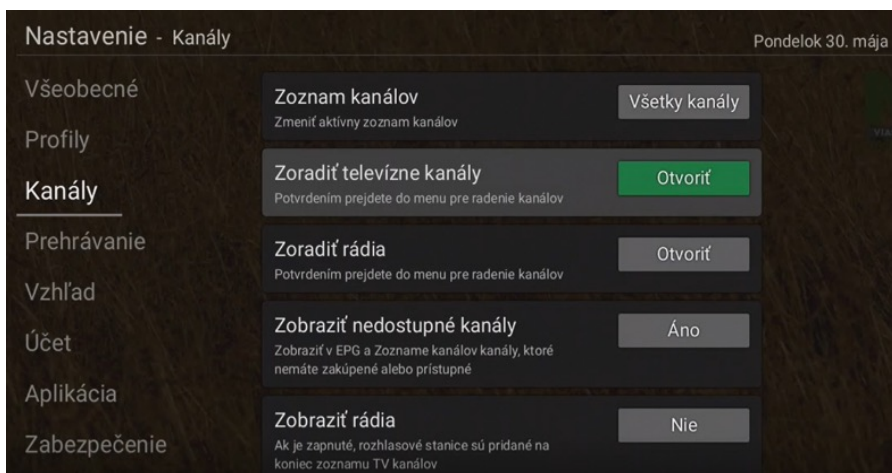 Nastavenie - Kanály
Pondelok 30. mája
Všeobecné
Profily
Kanály
Prehrávanie
Vzhľad
Účet
Aplikácia
Zabezpečenie
Zoznam kanálov
Zmeniť aktívny zoznam kanálov
Všetky kanály
Zoradiť televízne kanály
Potvrdením prejdete do menu pre radenie kanálov
Otvoriť
Zoradiť rádia
Potvrdením prejdete do menu pre radenie kanálov
Otvoriť
Zobraziť nedostupné kanály
Zobraziť v EPG a Zozname kanálov kanály, ktoré
nemáte zakúpené alebo prístupné
Áno
Zobraziť rádia
Ak je zapnuté, rozhlasové stanice sú pridané na
koniec zoznamu TV kanálov
Nie